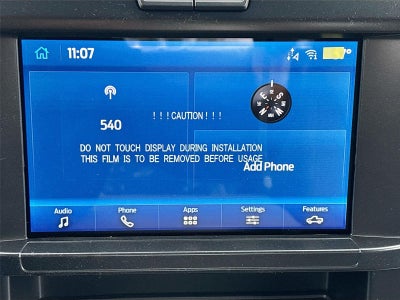 11:07
540
!!!CAUTION!!!
DO NOT TOUCH DISPLAY DURING INSTALLATION
THIS FILM IS TO BE REMOVED BEFORE USAGE
Add Phone
Audio Phone Apps Settings Features